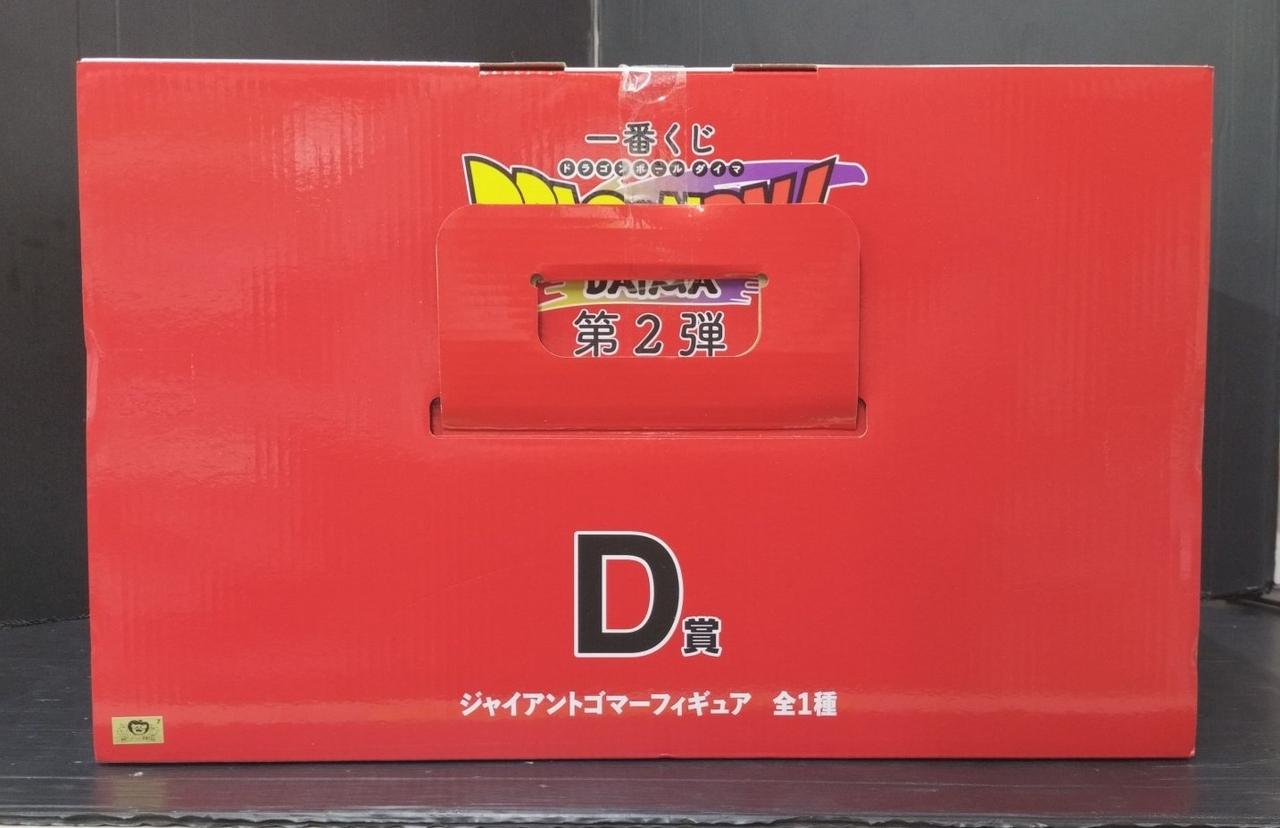 一番くじ
ドラゴンボール ダイマ
DAIMA
第2弾
D賞
ジャイアントゴマーフィギュア 全1種